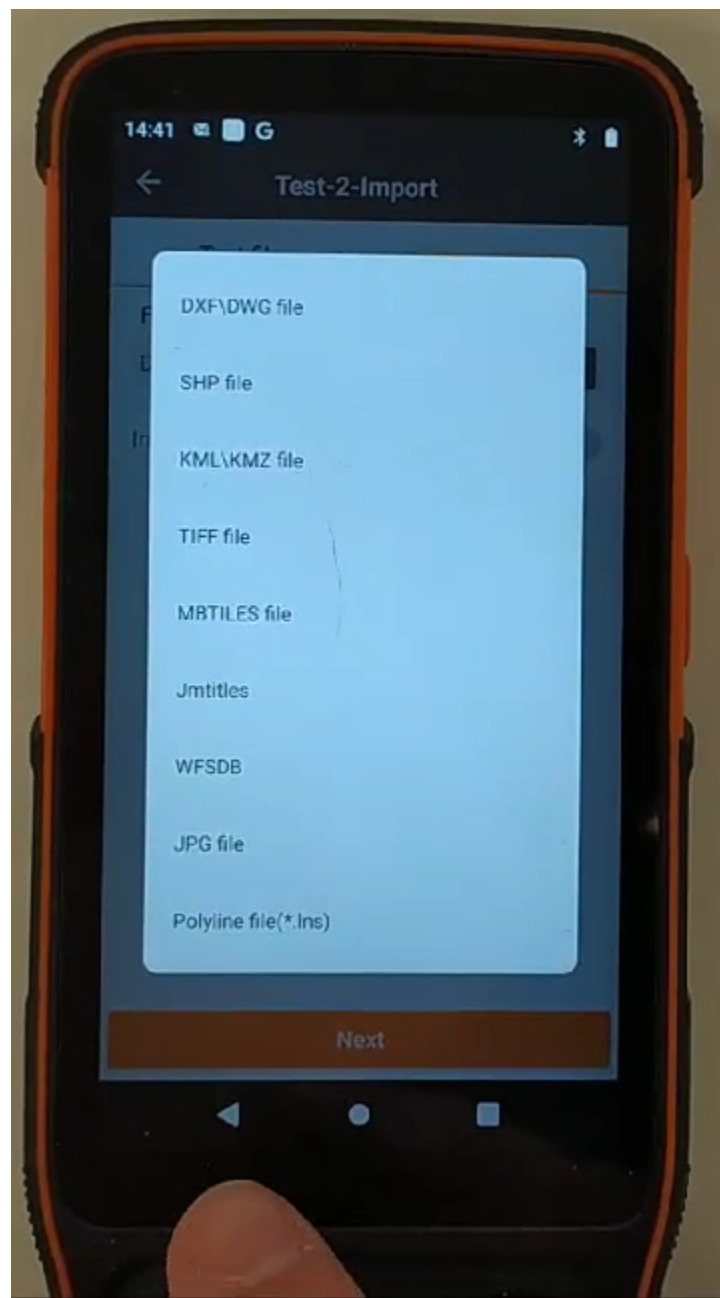 14:41 G
Test-2-Import
DXF\DWG file
SHP file
KML\KMZ file
TIFF file
MBTILES file
Jmtitles
WFSDB
JPG file
Polyline file(*.lns)
Next